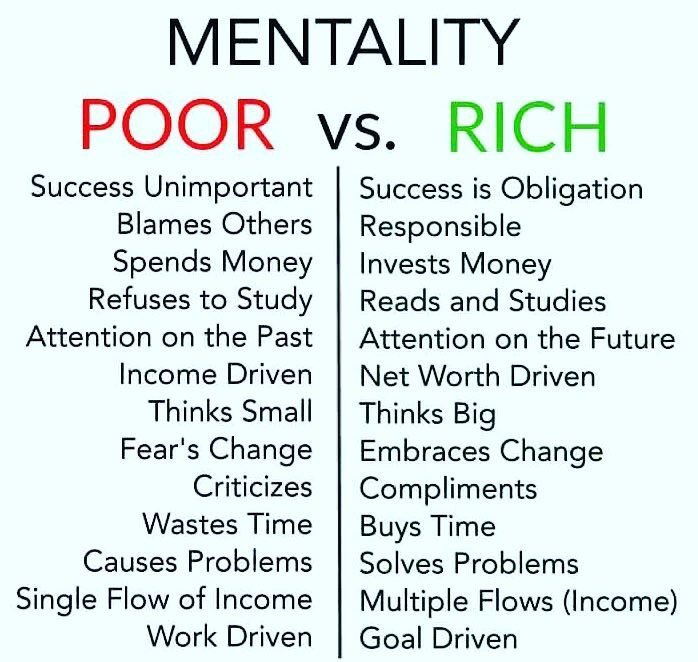 MENTALITY
POOR vs. RICH
Success Unimportant | Success is Obligation
Blames Others | Responsible
Spends Money | Invests Money
Refuses to Study | Reads and Studies
Attention on the Past | Attention on the Future
Income Driven | Net Worth Driven
Thinks Small | Thinks Big
Fear's Change | Embraces Change
Criticizes | Compliments
Wastes Time | Buys Time
Causes Problems | Solves Problems
Single Flow of Income | Multiple Flows (Income)
Work Driven | Goal Driven